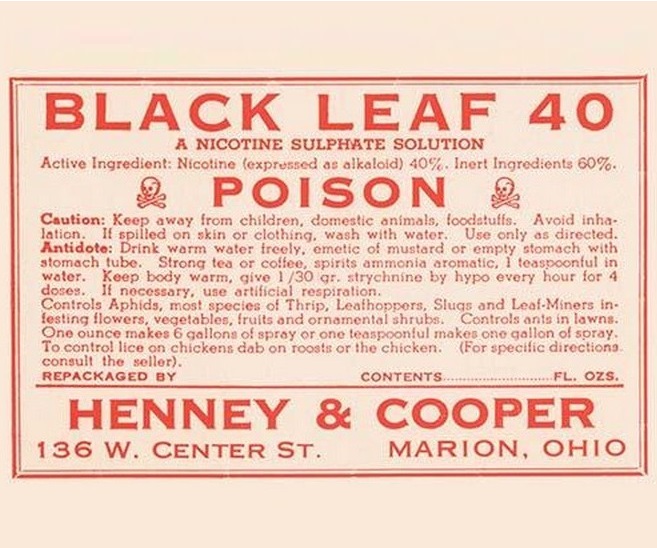 BLACK LEAF 40
A NICOTINE SULPHATE SOLUTION
Active Ingredient: Nicotine (expressed as alkaloid) 40%. Inert Ingredients 60%.
POISON
Caution: Keep away from children, domestic animals, foodstuffs. Avoid inha-
lation. If spilled on skin or clothing, wash with water. Use only as directed.
Antidote: Drink warm water freely, emetic of mustard or empty stomach with
stomach tube. Strong tea or coffee, spirits ammonia aromatic, 1 teaspoonful in
water. Keep body warm, give 1/30 gr. strychnine by hypo every hour for 4
doses. If necessary, use artificial respiration.
Controls Aphids, most species of Thrip, Leafhoppers, Slugs and Leaf-Miners in-
festing flowers, vegetables, fruits and ornamental shrubs. Controls ants in lawns.
One ounce makes 6 gallons of spray or one teaspoonful makes one gallon of spray.
To control lice on chickens dab on roosts or the chicken. (For specific directions
consult the seller).
REPACKAGED BY CONTENTS........................FL. OZS.
HENNEY & COOPER
136 W. CENTER ST. MARION, OHIO